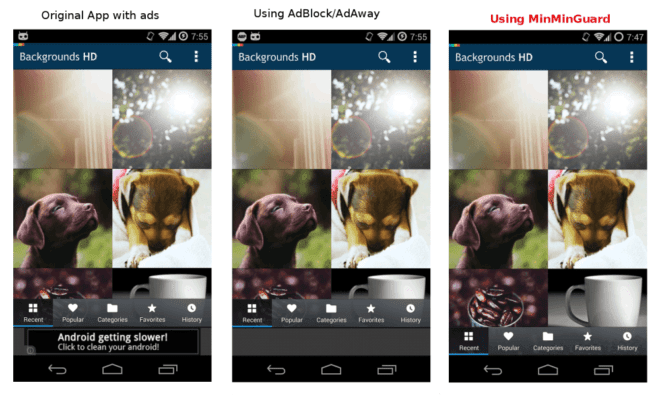 Original App with ads
Using AdBlock/AdAway
Using MinMinGuard
7:55
7:55
7:47
Backgrounds HD
Backgrounds HD
Backgrounds HD
Recent Popular Categories Favorites History
Recent Popular Categories Favorites History
Recent Popular Categories Favorites History
Android getting slower!
Click to clean your android!